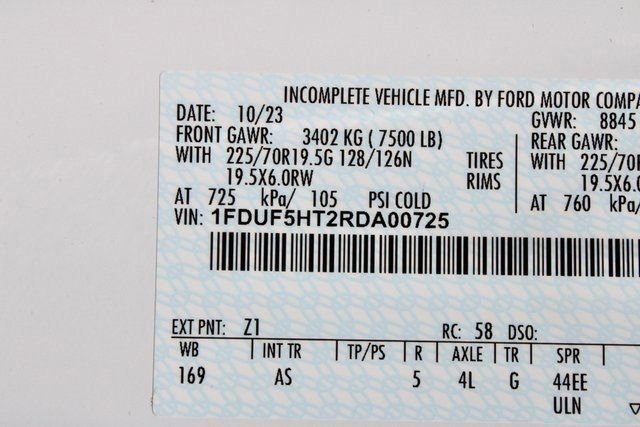 INCOMPLETE VEHICLE MFD. BY FORD MOTOR
DATE: 10/23 GVWR: 8845
FRONT GAWR: 3402 KG ( 7500 LB) REAR GAWR:
WITH 225/70R19.5G 128/126N TIRES WITH
19.5X6.0RW RIMS 19.5X6.0
AT 725 kPa/ 105 PSI COLD AT 760 kPa/
VIN: 1FDUF5HT2RDA00725
EXT PNT: Z1 RC: 58 DSO:
WB INT TR TP/PS R AXLE TR SPR
169 AS 5 4L G 44EE
ULN